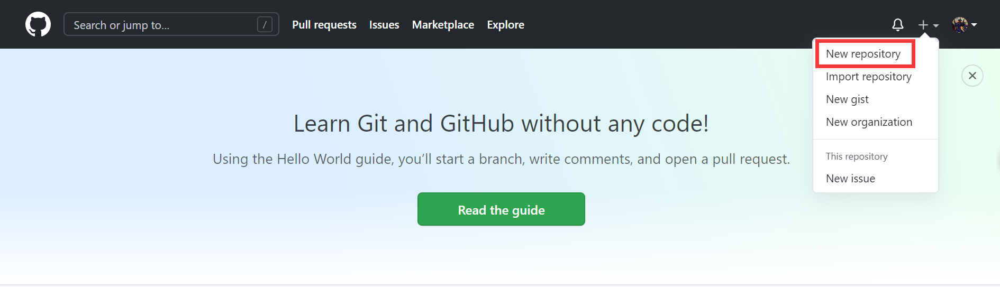 Search or jump to...
/
Pull requests Issues Marketplace Explore
New repository
Import repository
New gist
New organization
This repository
New issue
Learn Git and GitHub without any code!
Using the Hello World guide, you’ll start a branch, write comments, and open a pull request.
Read the guide